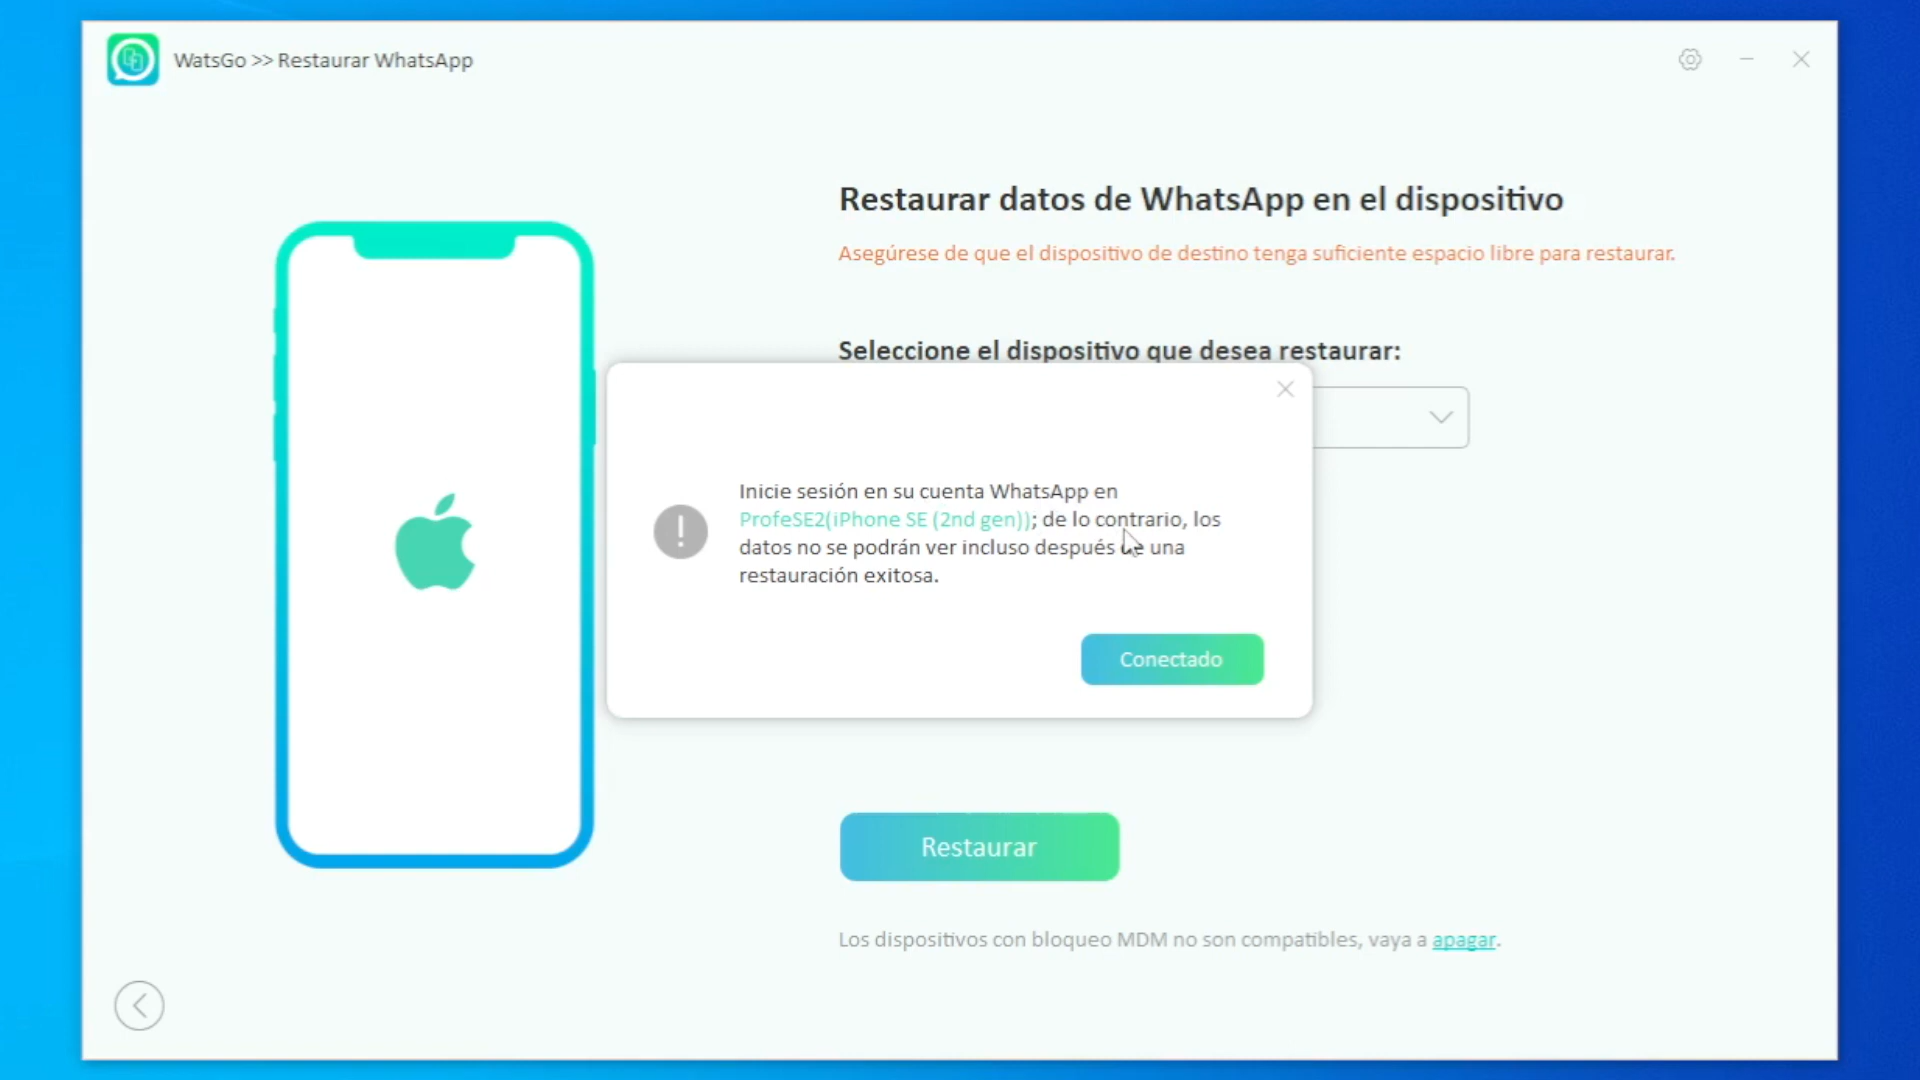 WatsGo >> Restaurar WhatsApp
Restaurar datos de WhatsApp en el dispositivo
Asegúrese de que el dispositivo de destino tenga suficiente espacio libre para restaurar.
Seleccione el dispositivo que desea restaurar:
Inicie sesión en su cuenta WhatsApp en
ProfeSE2(iPhone SE (2nd gen)); de lo contrario, los
datos no se podrán ver incluso después de una
restauración exitosa.
Conectado
Restaurar
Los dispositivos con bloqueo MDM no son compatibles, vaya a apagar.